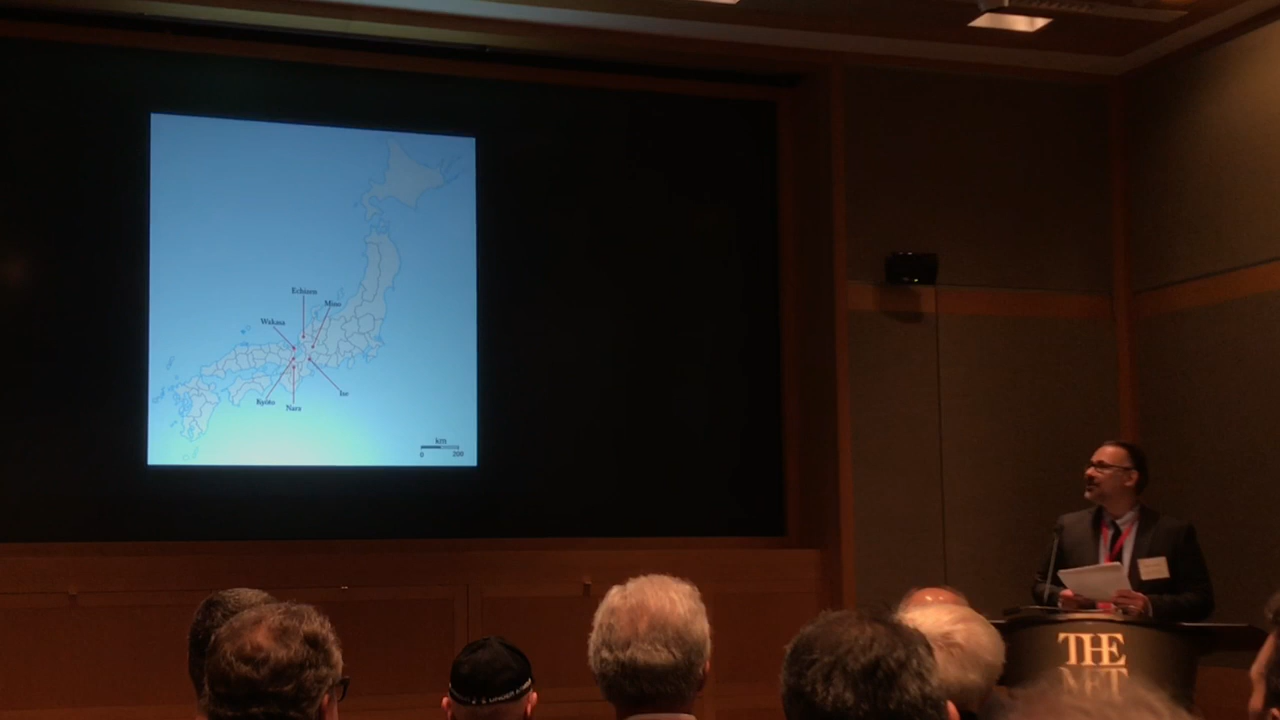 Echizen
Mino
Wakasa
Kyoto
Nara
Ise
km
0 200
THE
MET